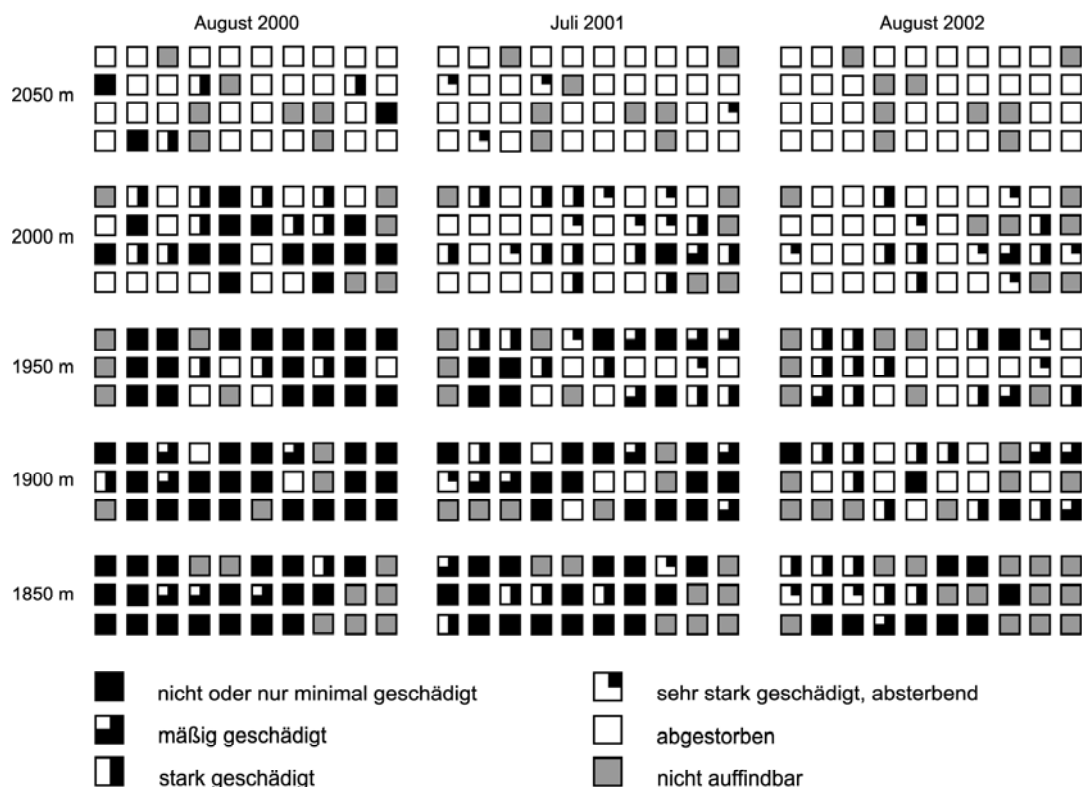 August 2000
Juli 2001
August 2002
2050 m
2000 m
1950 m
1900 m
1850 m
nicht oder nur minimal geschädigt
mäßig geschädigt
stark geschädigt
sehr stark geschädigt, absterbend
abgestorben
nicht auffindbar